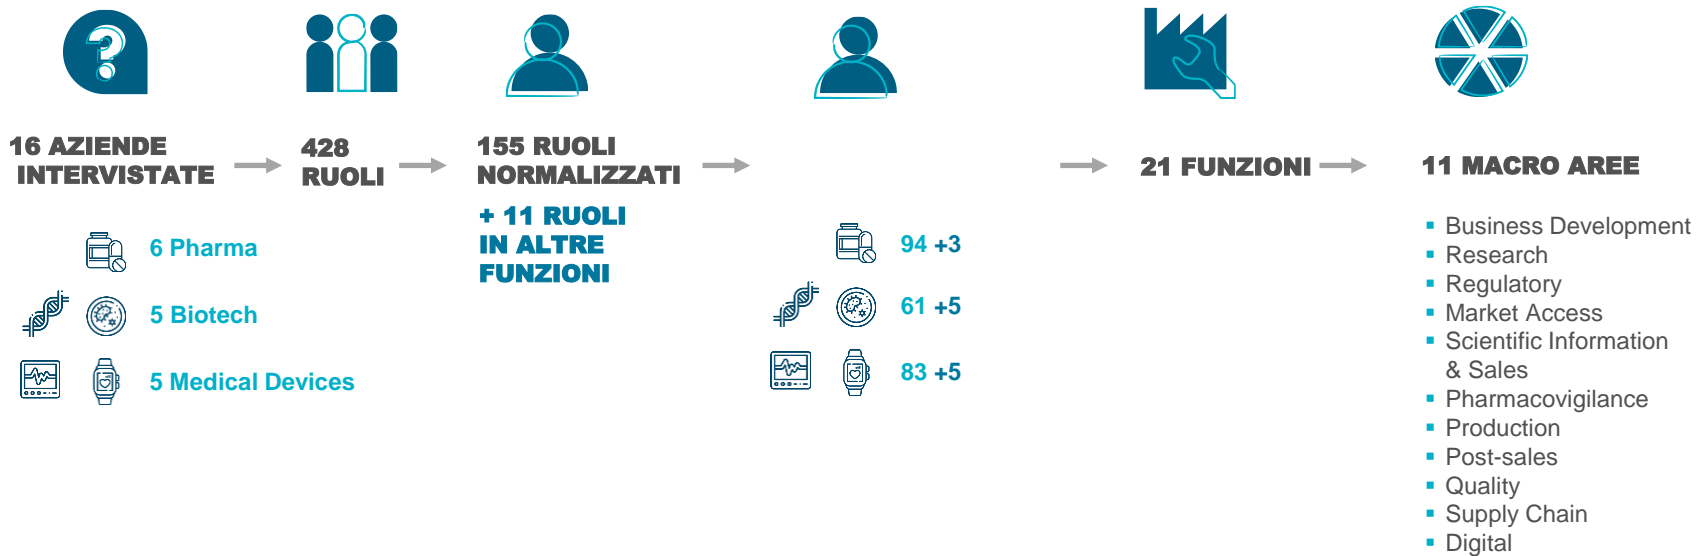 16 AZIENDE
INTERVISTATE
6 Pharma
5 Biotech
5 Medical Devices
428
RUOLI
155 RUOLI
NORMALIZZATI
+ 11 RUOLI
IN ALTRE
FUNZIONI
94 +3
61 +5
83 +5
21 FUNZIONI
11 MACRO AREE
▪ Business Development
▪ Research
▪ Regulatory
▪ Market Access
▪ Scientific Information
& Sales
▪ Pharmacovigilance
▪ Production
▪ Post-sales
▪ Quality
▪ Supply Chain
▪ Digital